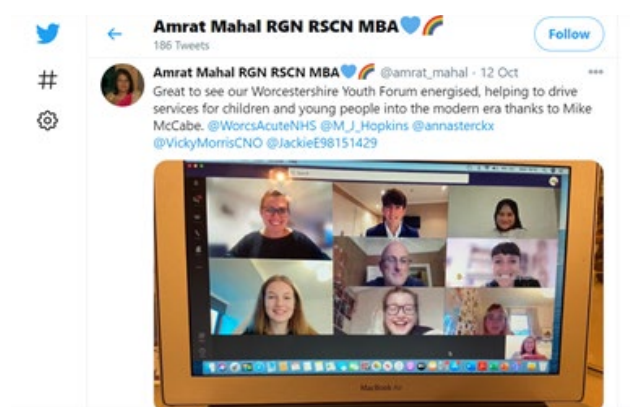 Amrat Mahal RGN RSCN MBA💙🌈
186 Tweets
Follow
Amrat Mahal RGN RSCN MBA💙🌈 @amrat_mahal · 12 Oct
Great to see our Worcestershire Youth Forum energised, helping to drive
services for children and young people into the modern era thanks to Mike
McCabe. @WorcsAcuteNHS @M_J_Hopkins @annasterckx
@VickyMorrisCNO @JackieE98151429
MacBook Air